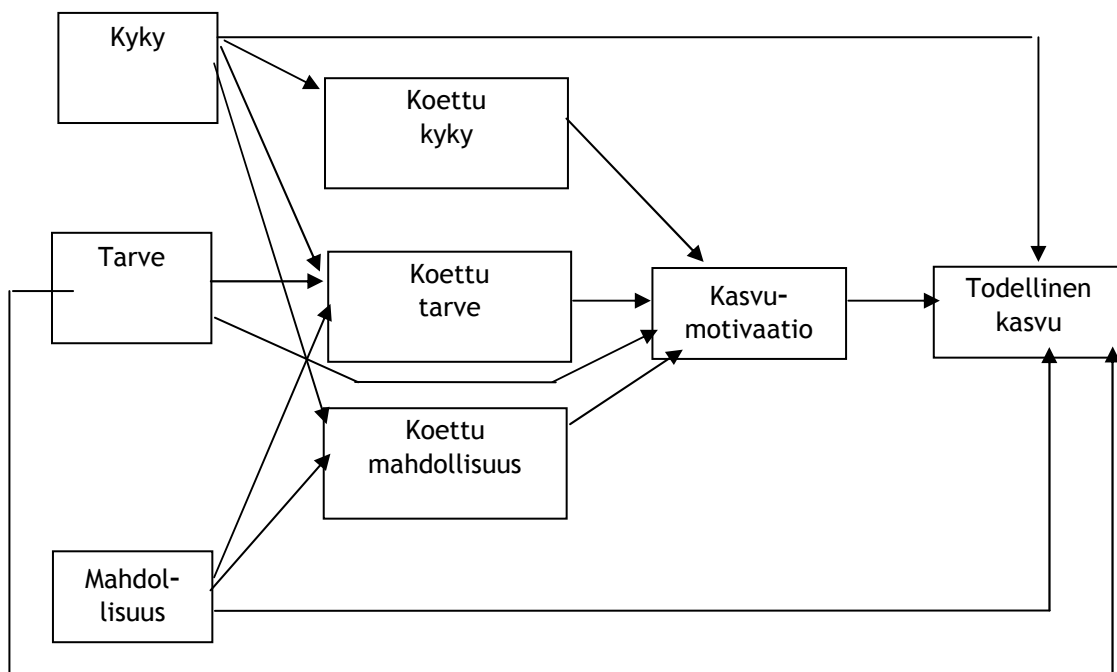 Kyky
Koettu
kyky
Tarve
Koettu
tarve
Kasvu-
motivaatio
Todellinen
kasvu
Koettu
mahdollisuus
Mahdol-
lisuus